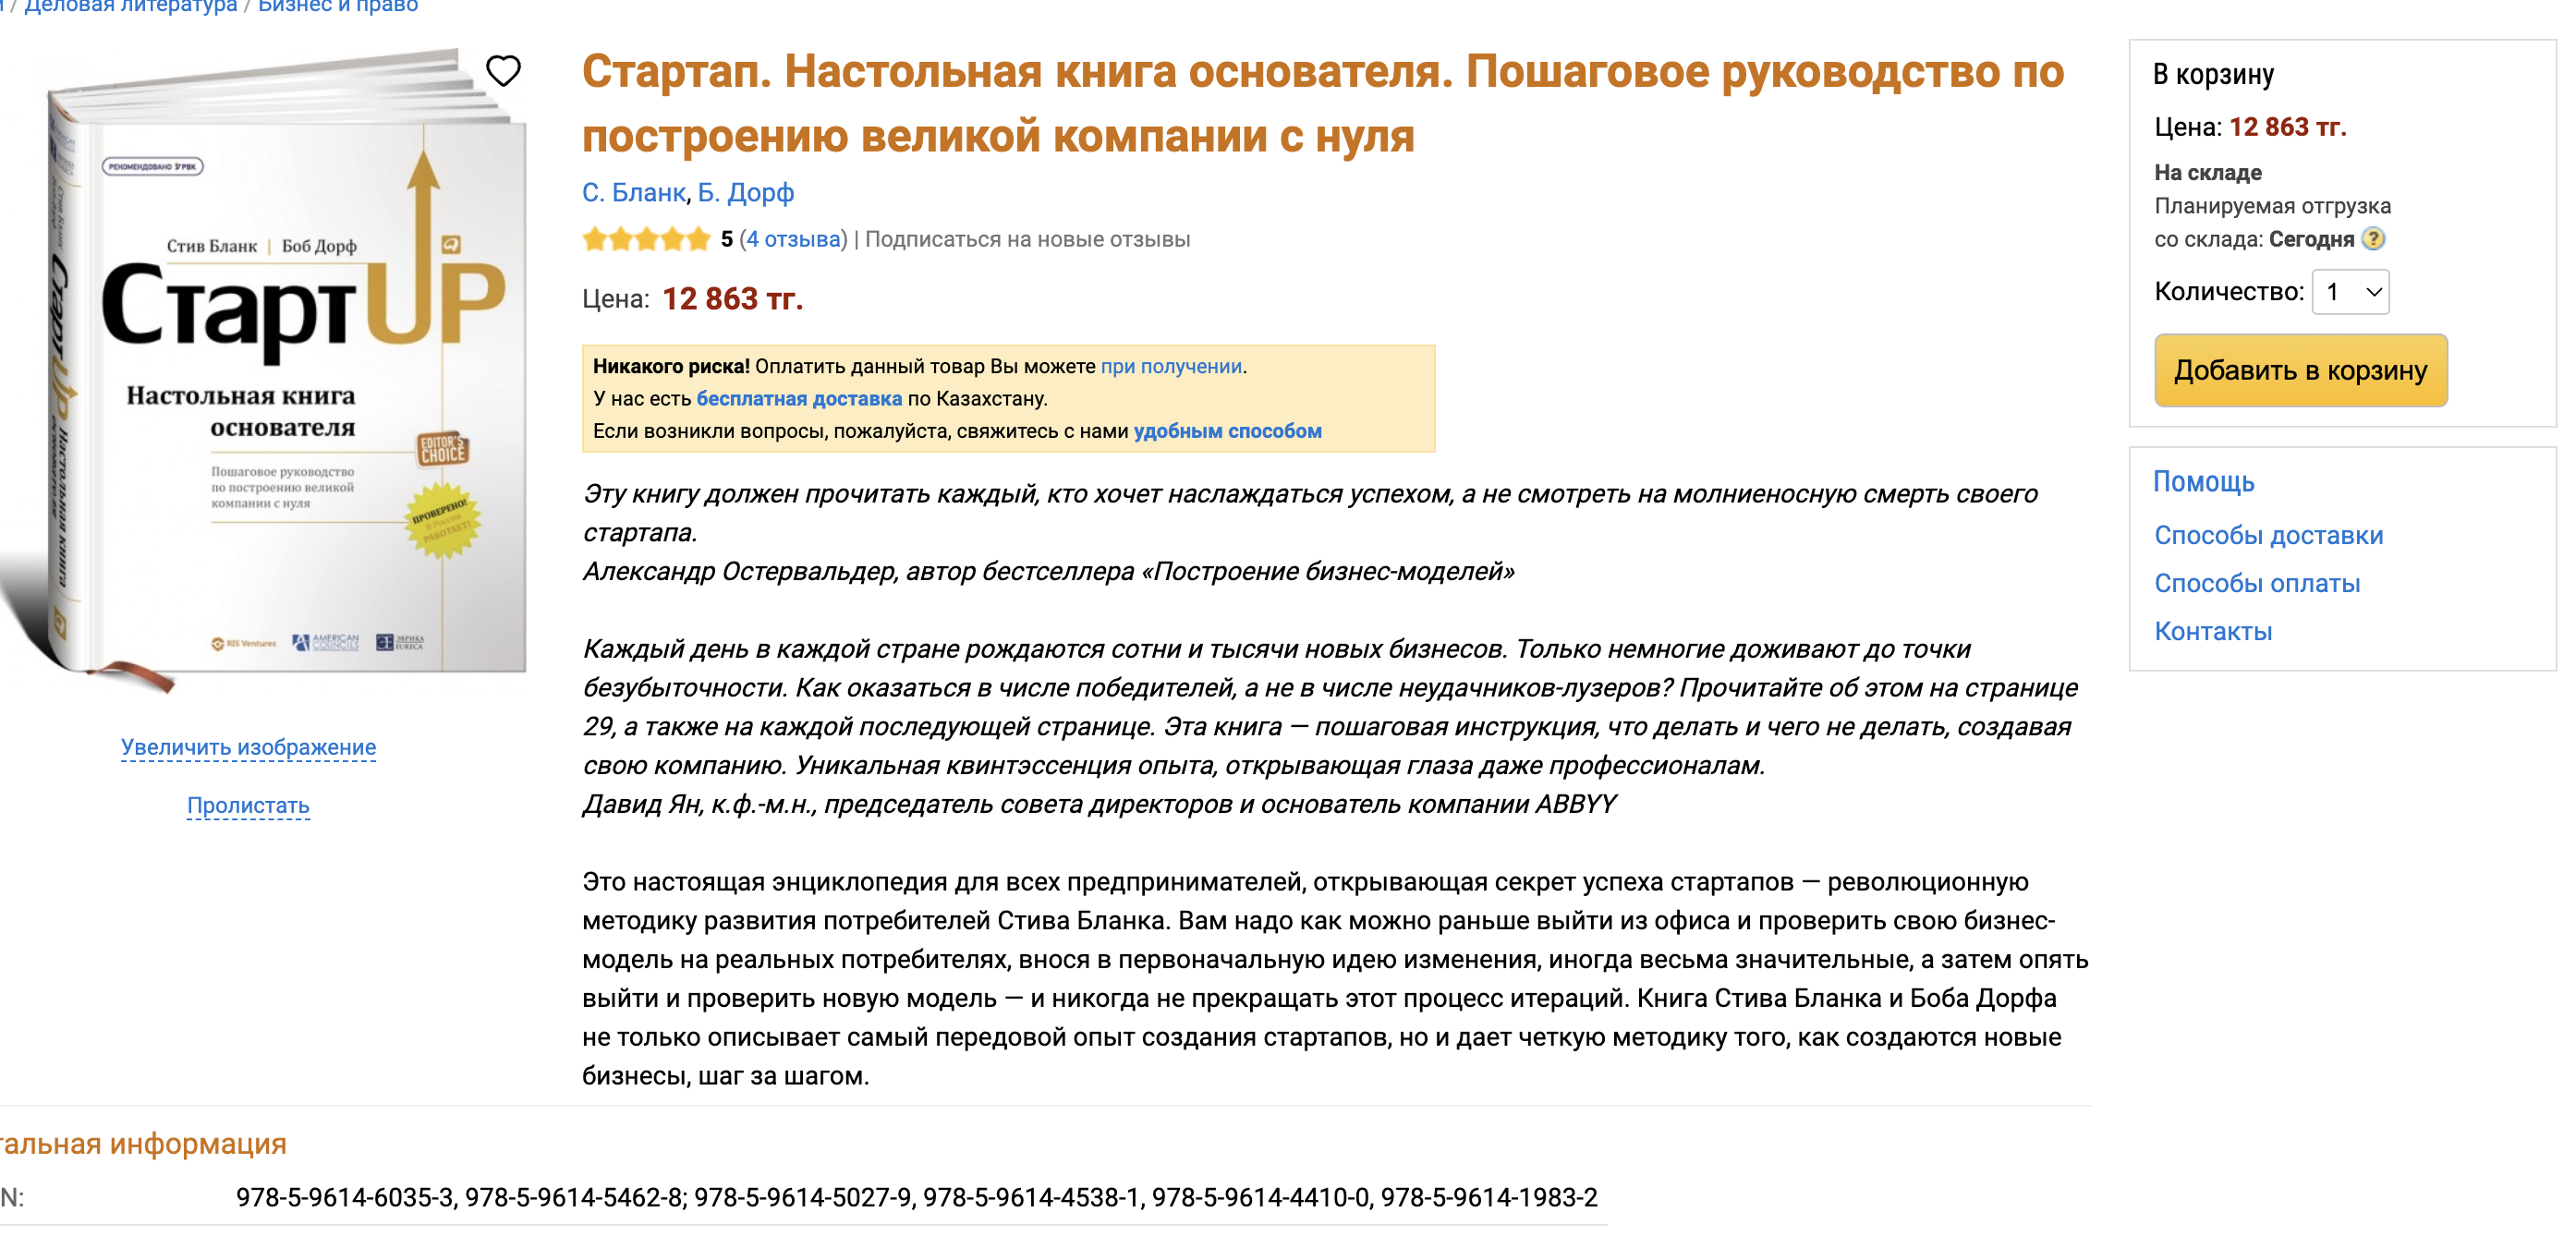 / Деловая литература / Бизнес и право
РЕКОМЕНДОВАНО РВК
Стив Бланк | Боб Дорф
СтартUP
Настольная книга
основателя
EDITOR'S
CHOICE
Пошаговое руководство
по построению великой
компании с нуля
ПРОВЕРЕНО!
В России
РАБОТАЕТ!
RIS Ventures
AMERICAN
COUNCILS
ЭВРИКА
EURECA
Увеличить изображение
Пролистать
Стартап. Настольная книга основателя. Пошаговое руководство по
построению великой компании с нуля
С. Бланк, Б. Дорф
5 (4 отзыва) | Подписаться на новые отзывы
Цена: 12 863 тг.
Никакого риска! Оплатить данный товар Вы можете при получении.
У нас есть бесплатная доставка по Казахстану.
Если возникли вопросы, пожалуйста, свяжитесь с нами удобным способом
Эту книгу должен прочитать каждый, кто хочет наслаждаться успехом, а не смотреть на молниеносную смерть своего
стартапа.
Александр Остервальдер, автор бестселлера «Построение бизнес-моделей»
Каждый день в каждой стране рождаются сотни и тысячи новых бизнесов. Только немногие доживают до точки
безубыточности. Как оказаться в числе победителей, а не в числе неудачников-лузеров? Прочитайте об этом на странице
29, а также на каждой последующей странице. Эта книга — пошаговая инструкция, что делать и чего не делать, создавая
свою компанию. Уникальная квинтэссенция опыта, открывающая глаза даже профессионалам.
Давид Ян, к.ф.-м.н., председатель совета директоров и основатель компании ABBYY
Это настоящая энциклопедия для всех предпринимателей, открывающая секрет успеха стартапов — революционную
методику развития потребителей Стива Бланка. Вам надо как можно раньше выйти из офиса и проверить свою бизнес-
модель на реальных потребителях, внося в первоначальную идею изменения, иногда весьма значительные, а затем опять
выйти и проверить новую модель — и никогда не прекращать этот процесс итераций. Книга Стива Бланка и Боба Дорфа
не только описывает самый передовой опыт создания стартапов, но и дает четкую методику того, как создаются новые
бизнесы, шаг за шагом.
В корзину
Цена: 12 863 тг.
На складе
Планируемая отгрузка
со склада: Сегодня ?
Количество: 1
Добавить в корзину
Помощь
Способы доставки
Способы оплаты
Контакты
тальная информация
N: 978-5-9614-6035-3, 978-5-9614-5462-8; 978-5-9614-5027-9, 978-5-9614-4538-1, 978-5-9614-4410-0, 978-5-9614-1983-2